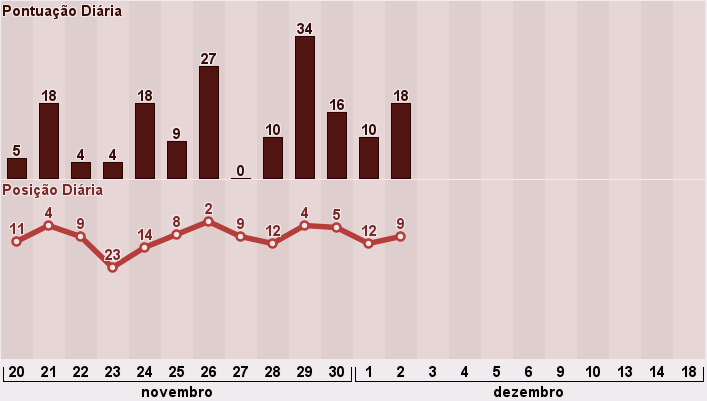 Pontuação Diária
5 18 4 4 18 9 27 0 10 34 16 10 18
Posição Diária
11 4 9 23 14 8 2 9 12 4 5 12 9
20 21 22 23 24 25 26 27 28 29 30 1 2 3 4 5 6 9 10 13 14 18
novembro dezembro